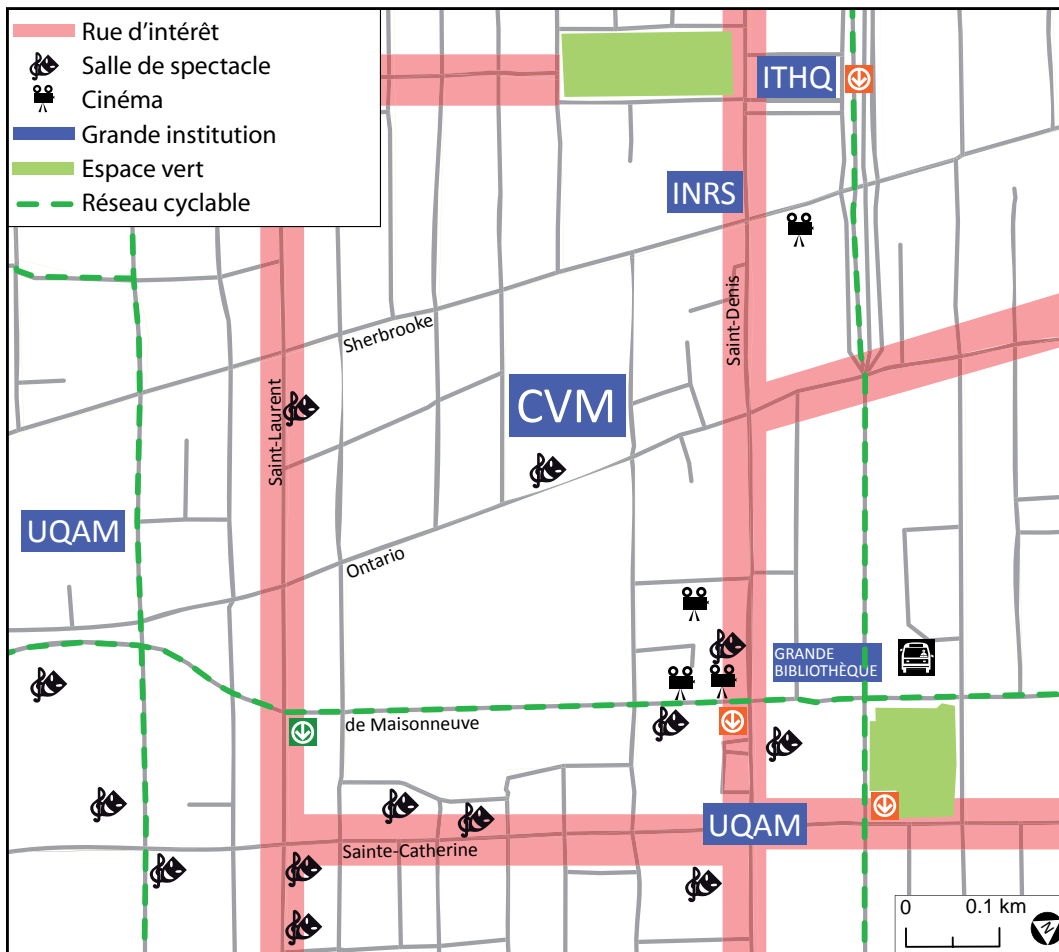 Rue d'intérêt
Salle de spectacle
Cinéma
Grande institution
Espace vert
Réseau cyclable
ITHQ
INRS
Sherbrooke
Saint-Denis
Saint-Laurent
CVM
UQAM
Ontario
GRANDE
BIBLIOTHÈQUE
de Maisonneuve
UQAM
Sainte-Catherine
0 0.1 km
N